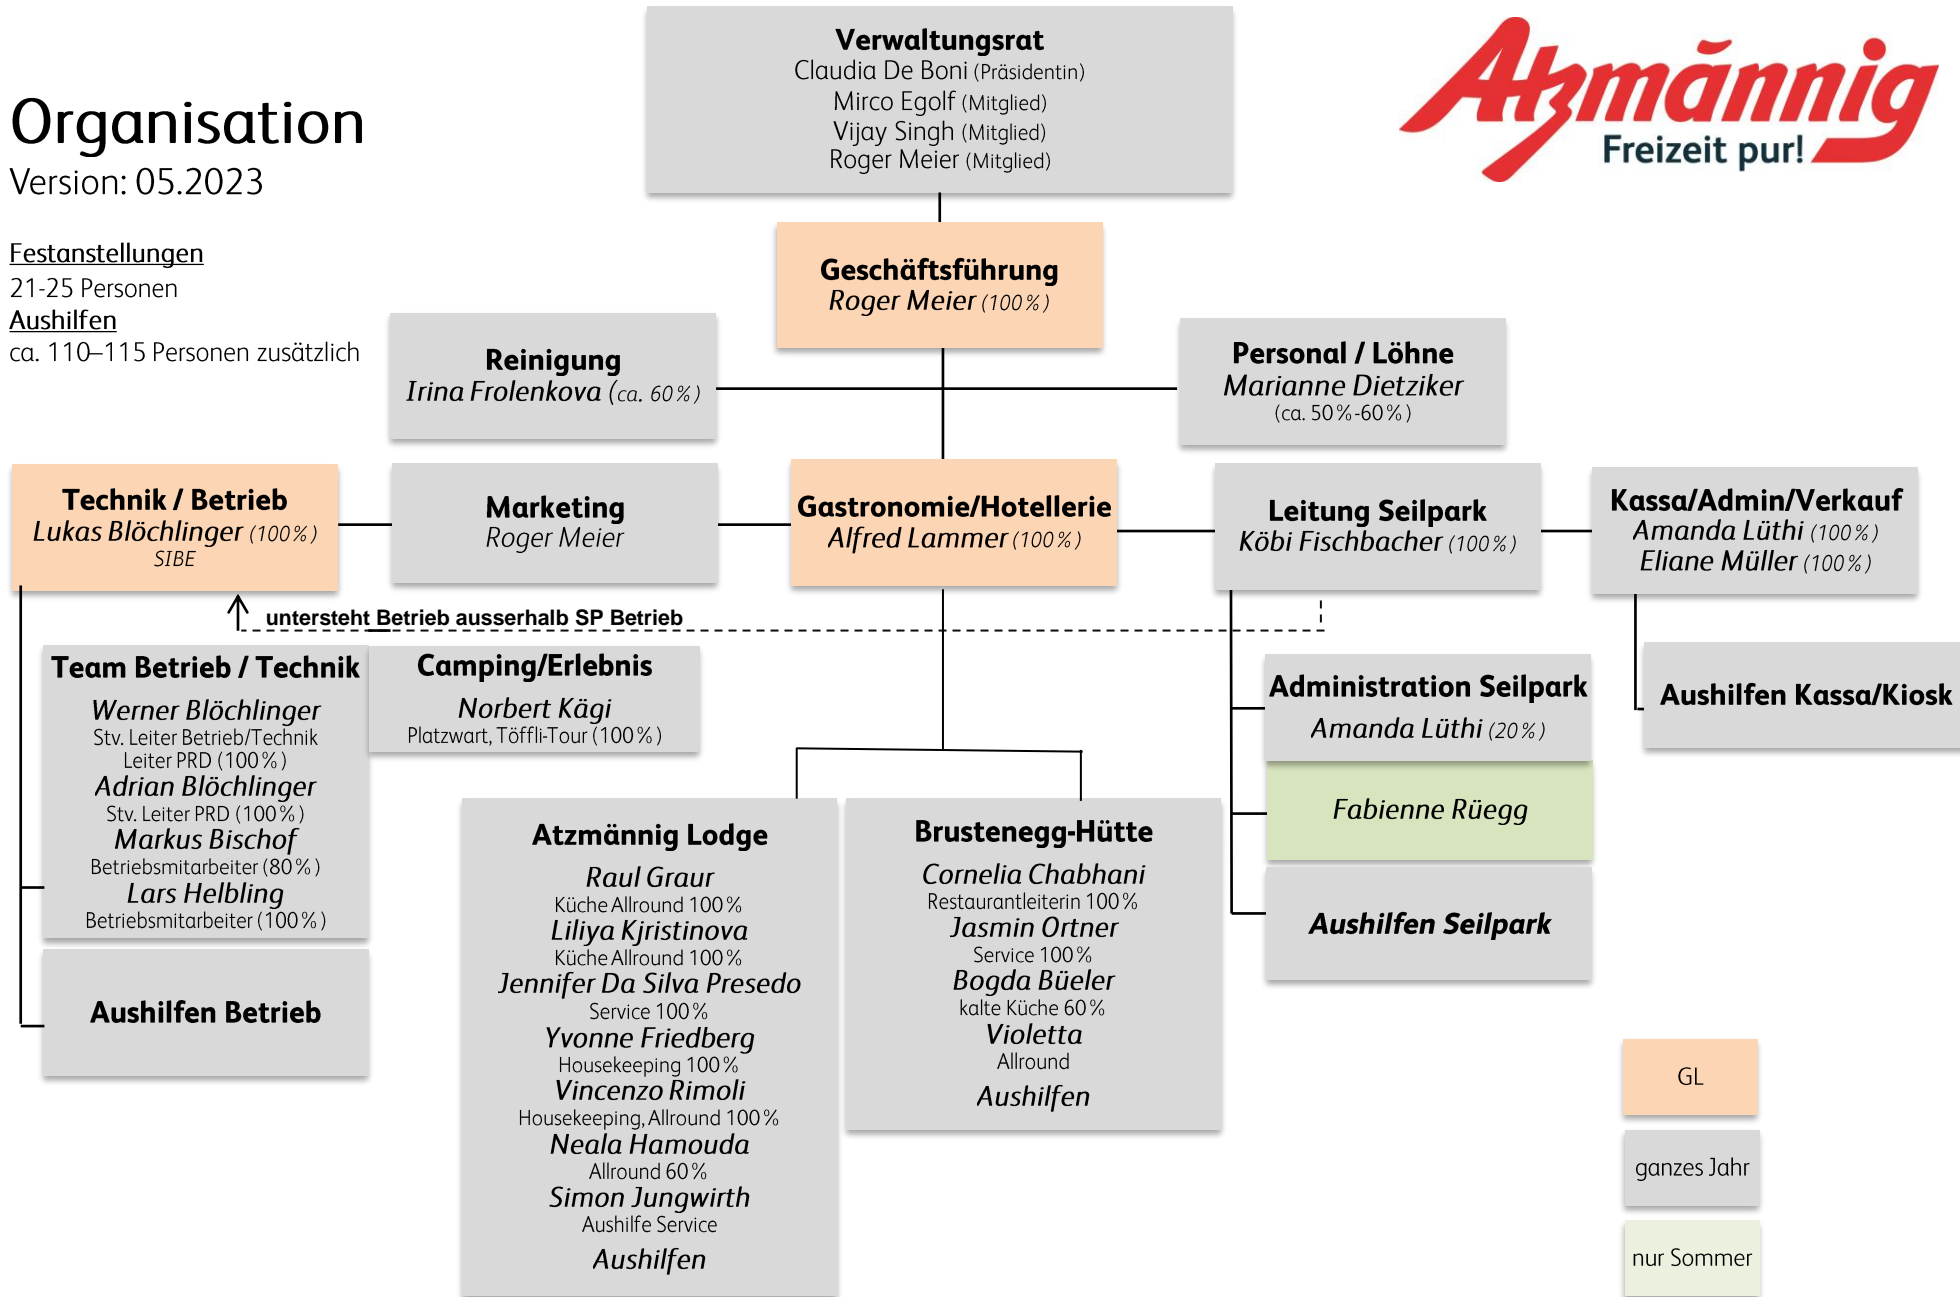 Organisation
Version: 05.2023
Festanstellungen
21-25 Personen
Aushilfen
ca. 110–115 Personen zusätzlich
Verwaltungsrat
Claudia De Boni (Präsidentin)
Mirco Egolf (Mitglied)
Vijay Singh (Mitglied)
Roger Meier (Mitglied)
Atzmännig
Freizeit pur!
Geschäftsführung
Roger Meier (100%)
Reinigung
Irina Frolenkova (ca. 60%)
Personal / Löhne
Marianne Dietziker
(ca. 50%-60%)
Technik / Betrieb
Lukas Blöchlinger (100%)
SIBE
Marketing
Roger Meier
Gastronomie/Hotellerie
Alfred Lammer (100%)
Leitung Seilpark
Köbi Fischbacher (100%)
Kassa/Admin/Verkauf
Amanda Lüthi (100%)
Eliane Müller (100%)
untersteht Betrieb ausserhalb SP Betrieb
Team Betrieb / Technik
Werner Blöchlinger
Stv. Leiter Betrieb/Technik
Leiter PRD (100%)
Adrian Blöchlinger
Stv. Leiter PRD (100%)
Markus Bischof
Betriebsmitarbeiter (80%)
Lars Helbling
Betriebsmitarbeiter (100%)
Aushilfen Betrieb
Camping/Erlebnis
Norbert Kägi
Platzwart, Töffli-Tour (100%)
Atzmännig Lodge
Raul Graur
Küche Allround 100%
Liliya Kjristinova
Küche Allround 100%
Jennifer Da Silva Presedo
Service 100%
Yvonne Friedberg
Housekeeping 100%
Vincenzo Rimoli
Housekeeping, Allround 100%
Neala Hamouda
Allround 60%
Simon Jungwirth
Aushilfe Service
Aushilfen
Brustenegg-Hütte
Cornelia Chabhani
Restaurantleiterin 100%
Jasmin Ortner
Service 100%
Bogda Büeler
kalte Küche 60%
Violetta
Allround
Aushilfen
Administration Seilpark
Amanda Lüthi (20%)
Fabienne Rüegg
Aushilfen Seilpark
Aushilfen Kassa/Kiosk
GL
ganzes Jahr
nur Sommer